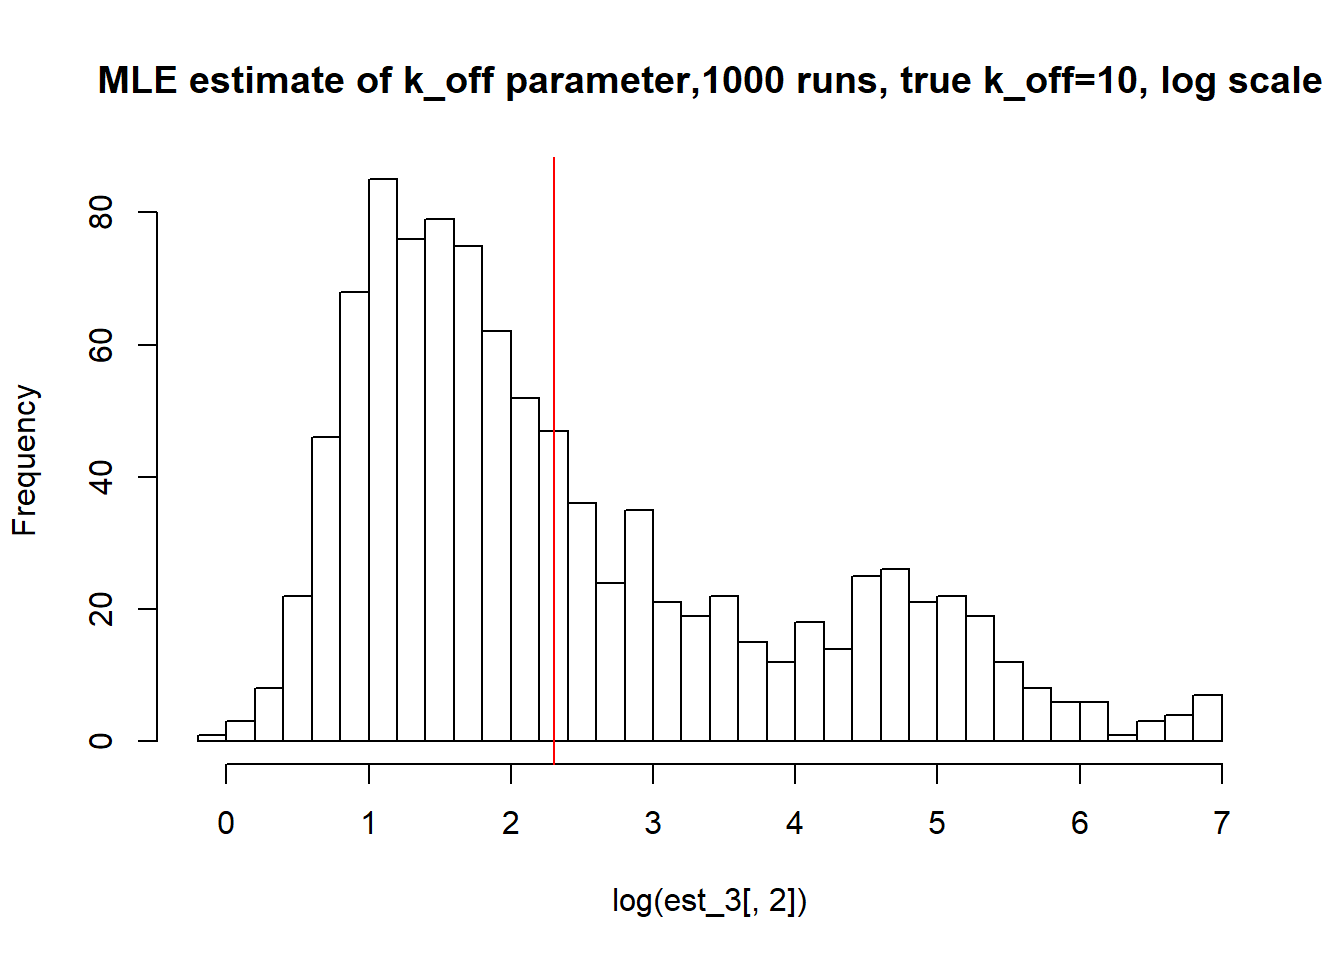 MLE estimate of k_off parameter,1000 runs, true k_off=10, log scale
Frequency
80
60
40
20
0
0 1 2 3 4 5 6 7
log(est_3[, 2])